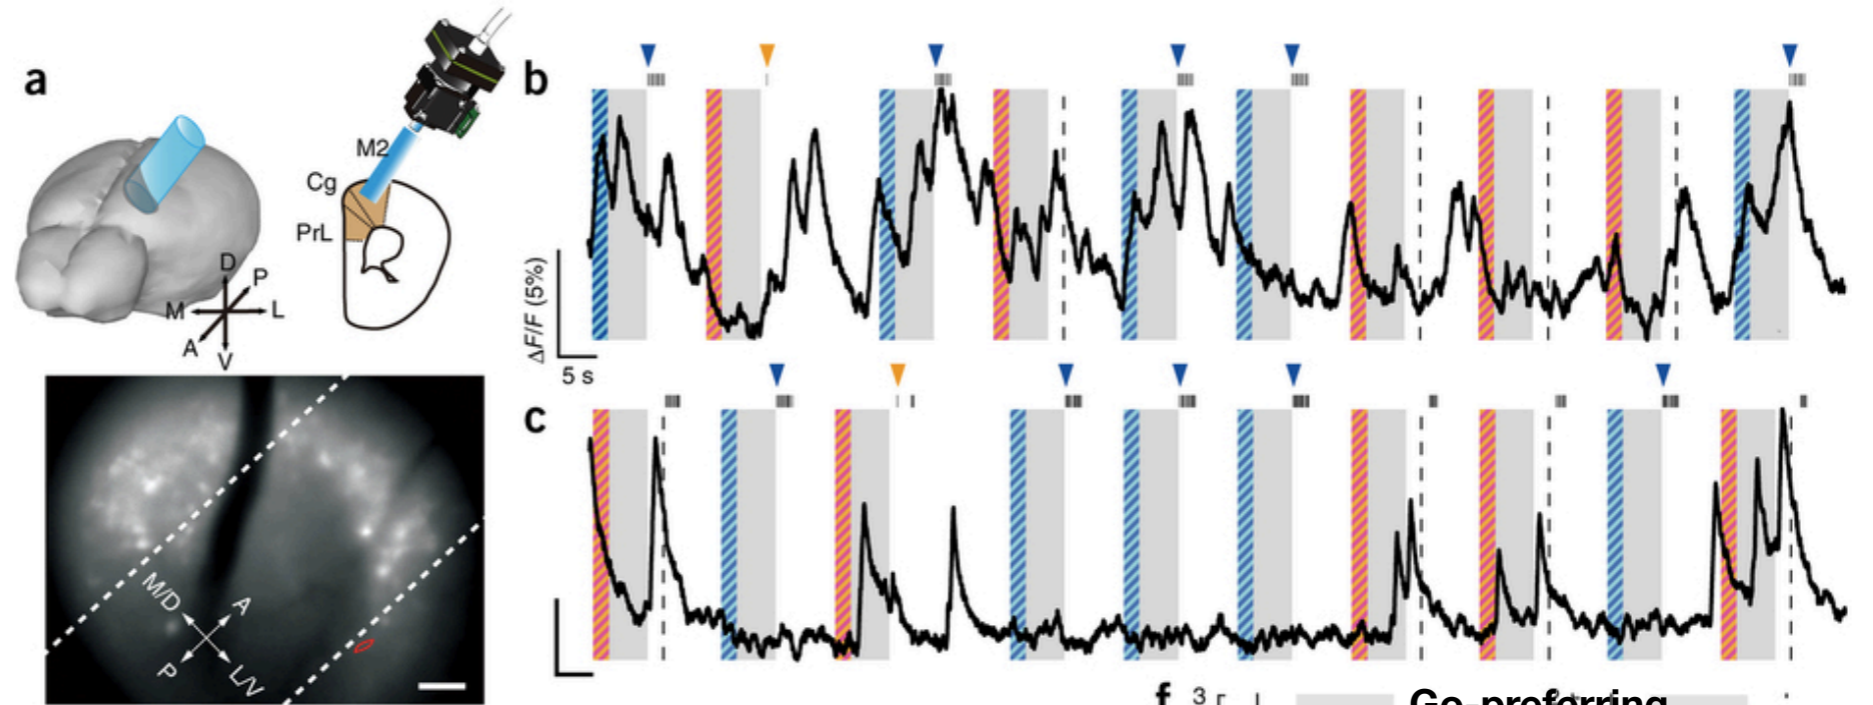 a
M2
Cg
PrL
D
P
M
L
A
V
M/D
A
P
L/V
b
ΔF/F (5%)
5 s
c
f
3
Go-preferring